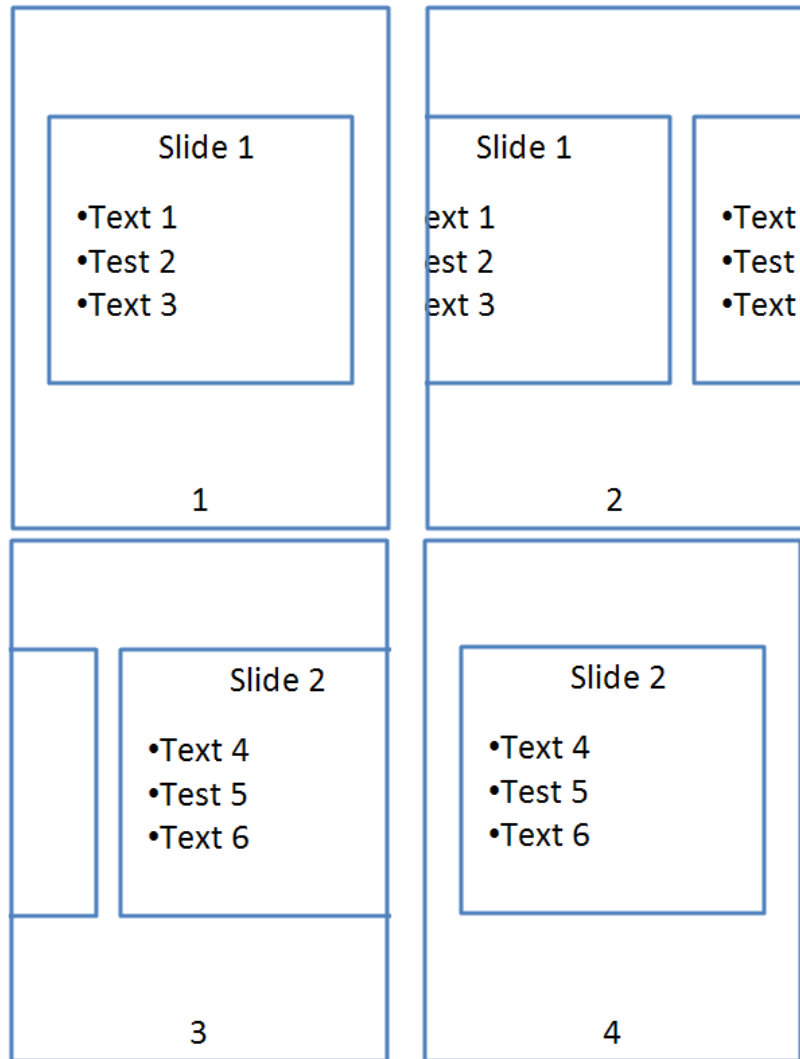 Slide 1
•Text 1
•Test 2
•Text 3
1
Slide 1
ext 1
est 2
ext 3
•Text
•Test
•Text
2
Slide 2
•Text 4
•Test 5
•Text 6
3
Slide 2
•Text 4
•Test 5
•Text 6
4